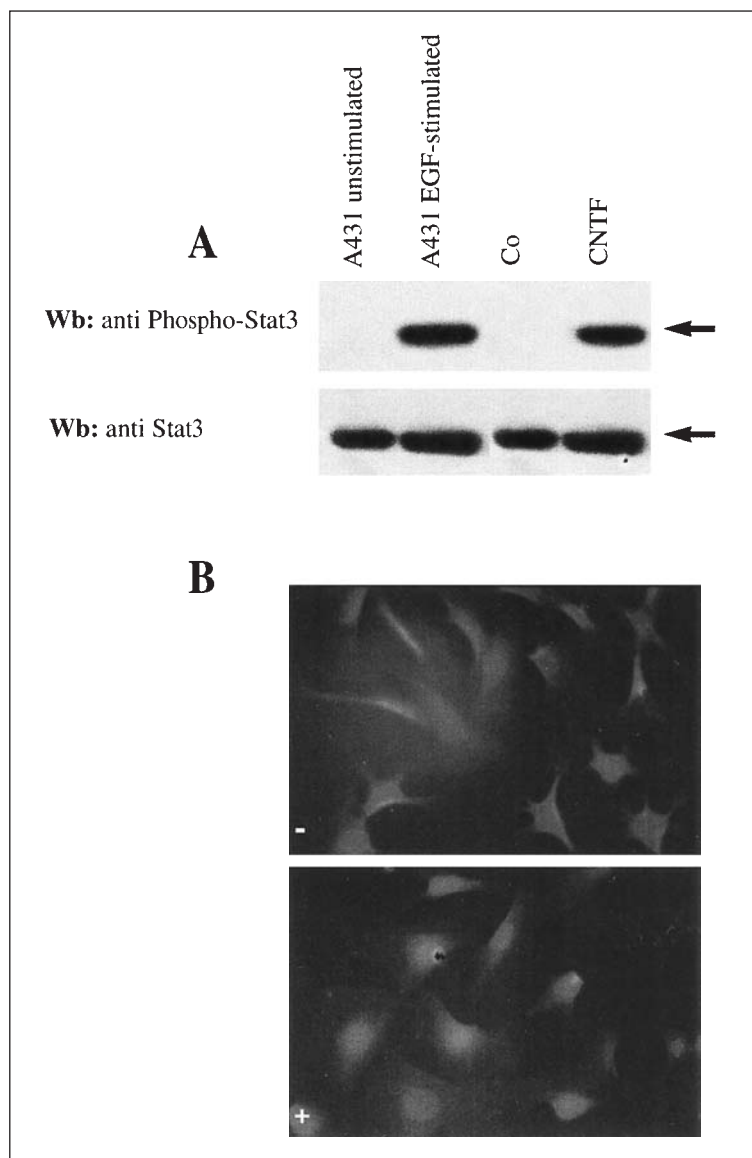 A
A431 unstimulated
A431 EGF-stimulated
Co
CNTF
Wb: anti Phospho-Stat3
Wb: anti Stat3
B
-
+